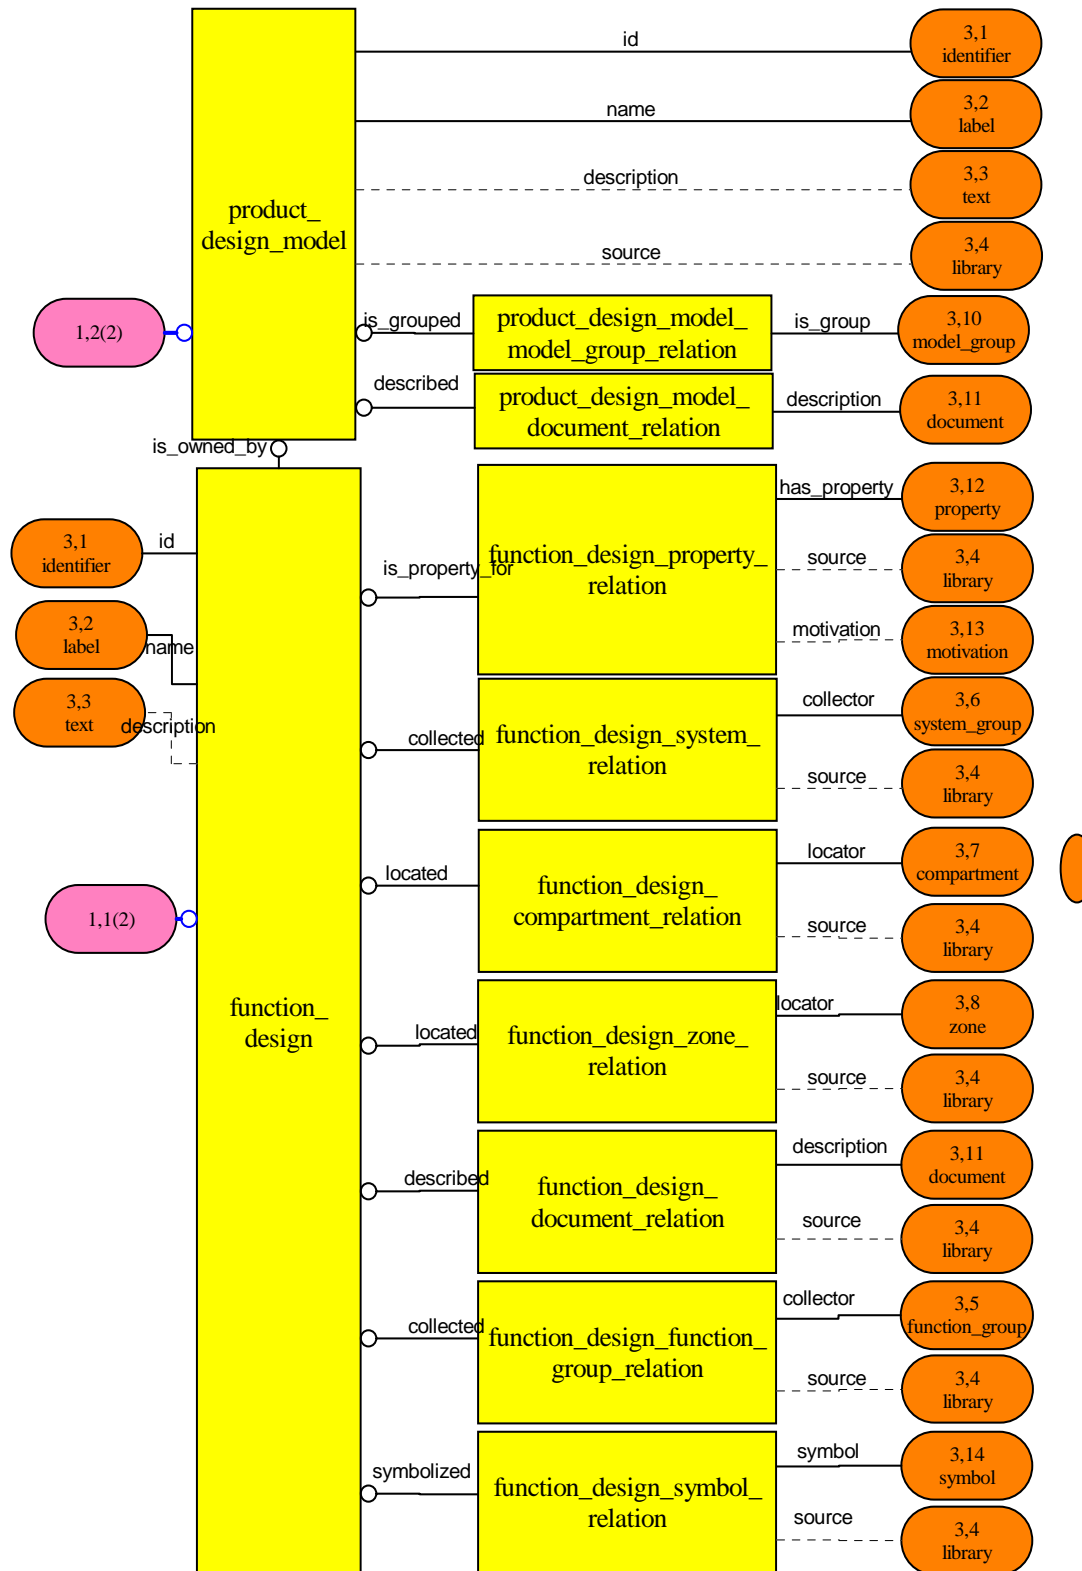 id
3,1
identifier
name
3,2
label
description
3,3
text
product_
design_model
source
3,4
library
1,2(2)
is_grouped
product_design_model_
model_group_relation
is_group
3,10
model_group
described
product_design_model_
document_relation
description
3,11
document
is_owned_by
3,1
identifier
id
3,2
label
name
3,3
text
description
1,1(2)
function_
design
is_property_for
function_design_property_
relation
has_property
3,12
property
source
3,4
library
motivation
3,13
motivation
collected
function_design_system_
relation
collector
3,6
system_group
source
3,4
library
located
function_design_
compartment_relation
locator
3,7
compartment
source
3,4
library
located
function_design_zone_
relation
locator
3,8
zone
source
3,4
library
described
function_design_
document_relation
description
3,11
document
source
3,4
library
collected
function_design_function_
group_relation
collector
3,5
function_group
source
3,4
library
symbolized
function_design_symbol_
relation
symbol
3,14
symbol
source
3,4
library